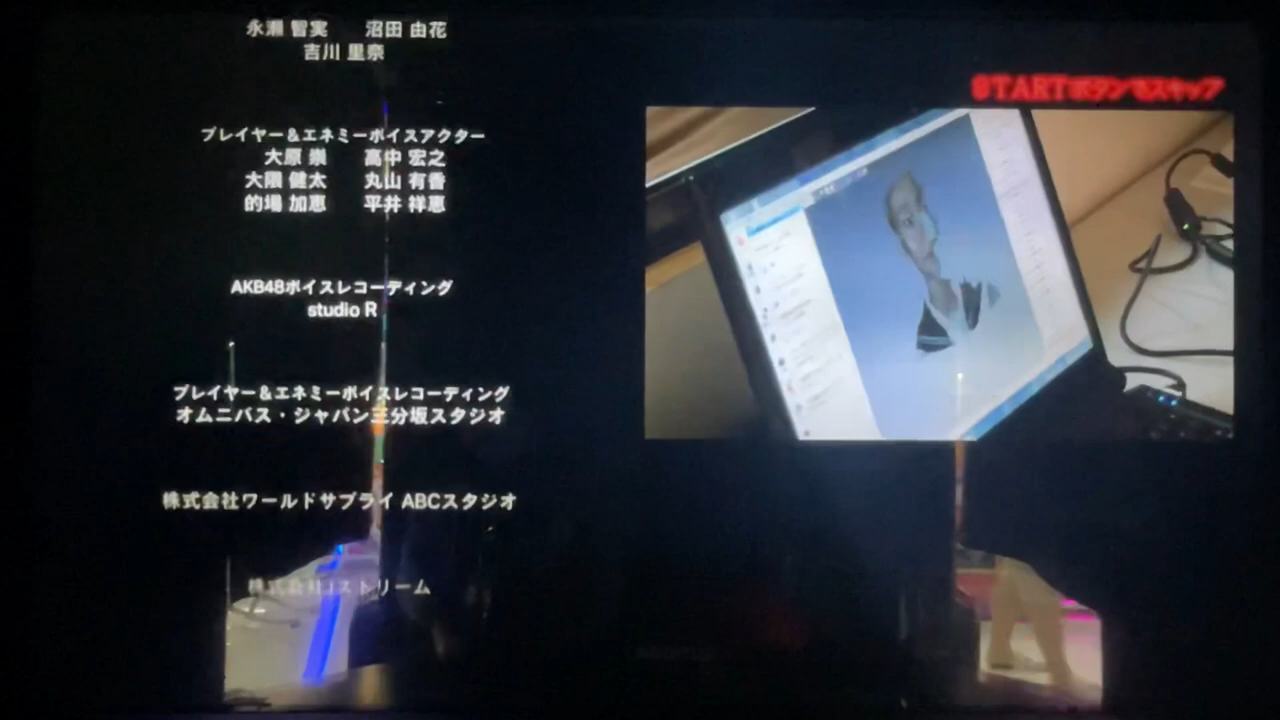 永瀬 智実 沼田 由花
吉川 里奈
STARTボタンでスキップ
プレイヤー&エネミーボイスアクター
大原 崇 高中 宏之
大隈 健太 丸山 有香
的場 加恵 平井 祥恵
AKB48ボイスレコーディング
studio R
プレイヤー&エネミーボイスレコーディング
オムニバス・ジャパン三分坂スタジオ
株式会社ワールドサプライ ABCスタジオ
株式会社Jストリーム